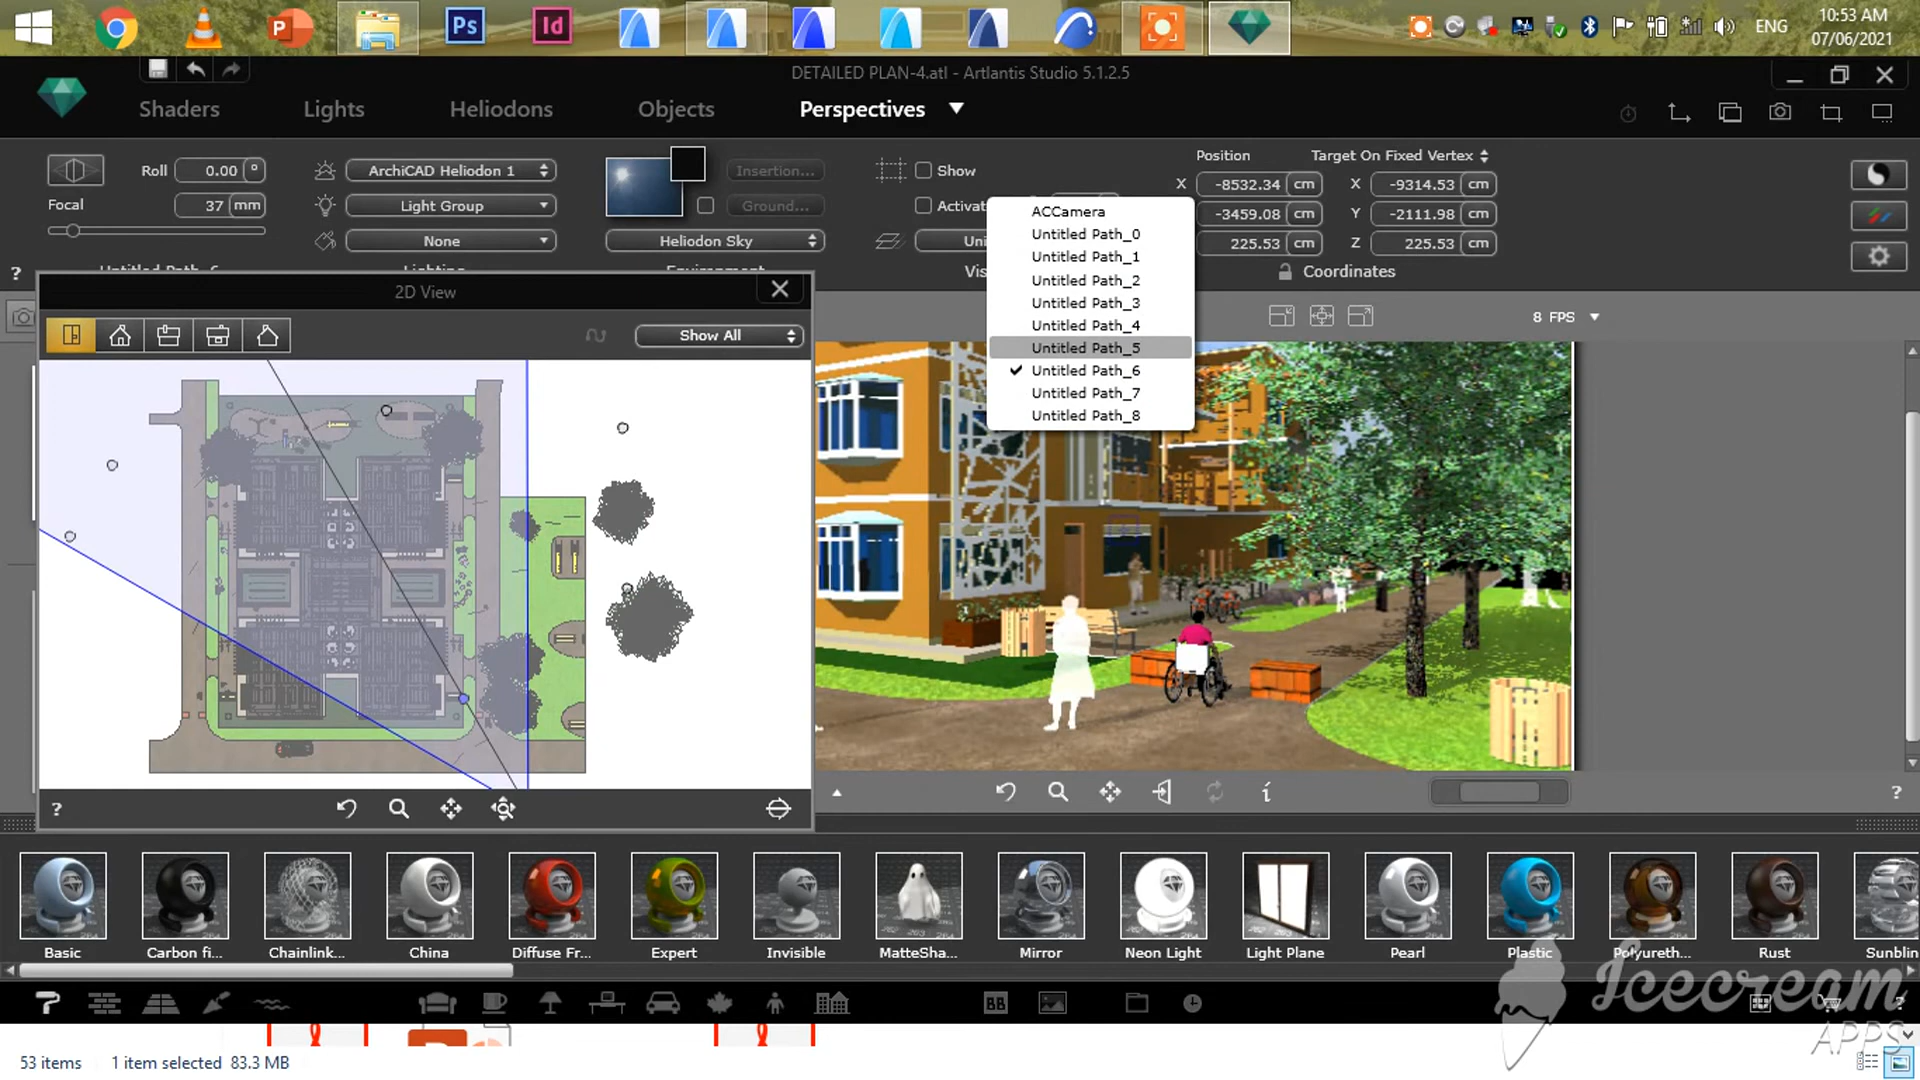 10:53 AM
ENG
07/06/2021
DETAILED PLAN-4.atl - Artlantis Studio 5.1.2.5
Shaders
Lights
Heliodons
Objects
Perspectives
Roll
0.00
°
Focal
37
mm
ArchiCAD Heliodon 1
Light Group
None
Insertion...
Ground...
Heliodon Sky
Show
Position
Target On Fixed Vertex
X
-8532.34
cm
X
-9314.53
cm
-3459.08
cm
Y
-2111.98
cm
225.53
cm
Z
225.53
cm
Coordinates
ACCamera
Untitled Path_0
Untitled Path_1
Untitled Path_2
Untitled Path_3
Untitled Path_4
Untitled Path_5
Untitled Path_6
Untitled Path_7
Untitled Path_8
8 FPS
?
2D View
Show All
?
?
Basic
Carbon fi...
Chainlink...
China
Diffuse Fr...
Expert
Invisible
MatteSha...
Mirror
Neon Light
Light Plane
Pearl
Plastic
Polyureth...
Rust
Sunblin
BB
Icecream
APPS
53 items
1 item selected 83.3 MB
Ps
Id
P